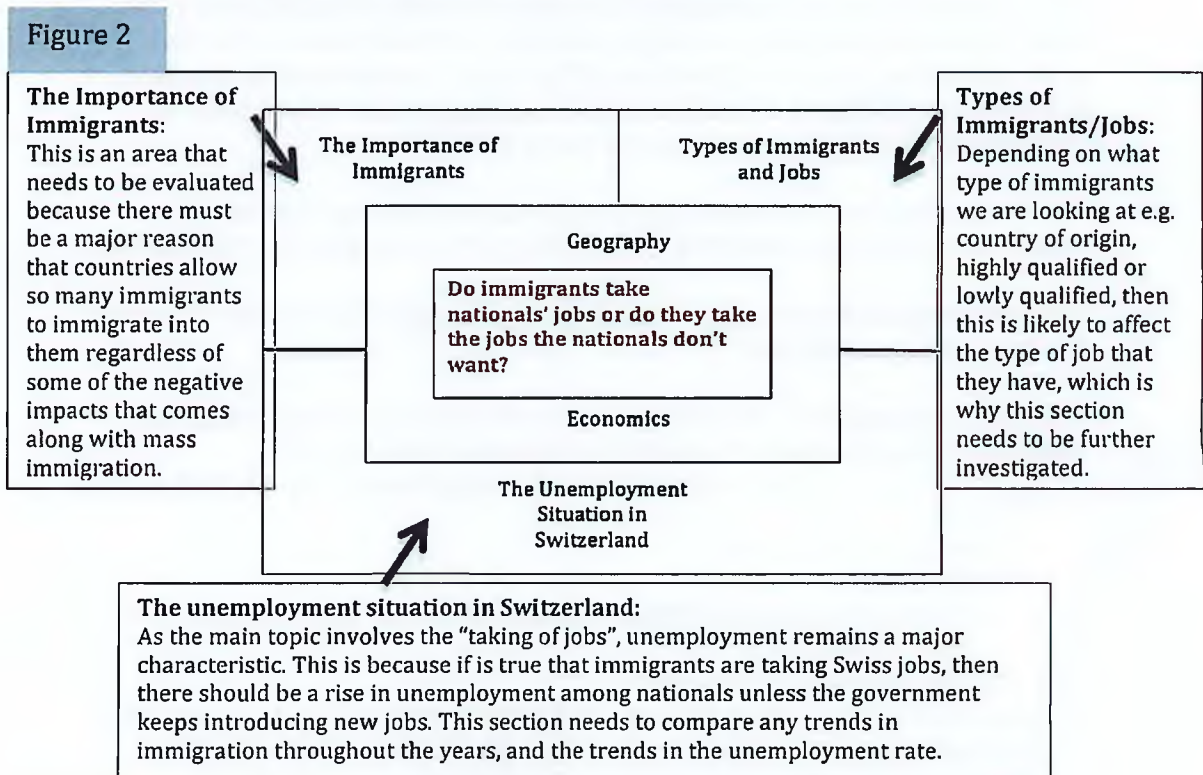 Figure 2
The Importance of
Immigrants:
This is an area that
needs to be evaluated
because there must
be a major reason
that countries allow
so many immigrants
to immigrate into
them regardless of
some of the negative
impacts that comes
along with mass
immigration.
The Importance of
Immigrants
Types of Immigrants
and Jobs
Geography
Do immigrants take
nationals' jobs or do they take
the jobs the nationals don't
want?
Economics
The Unemployment
Situation in
Switzerland
Types of
Immigrants/Jobs:
Depending on what
type of immigrants
we are looking at e.g.
country of origin,
highly qualified or
lowly qualified, then
this is likely to affect
the type of job that
they have, which is
why this section
needs to be further
investigated.
The unemployment situation in Switzerland:
As the main topic involves the "taking of jobs", unemployment remains a major
characteristic. This is because if is true that immigrants are taking Swiss jobs, then
there should be a rise in unemployment among nationals unless the government
keeps introducing new jobs. This section needs to compare any trends in
immigration throughout the years, and the trends in the unemployment rate.